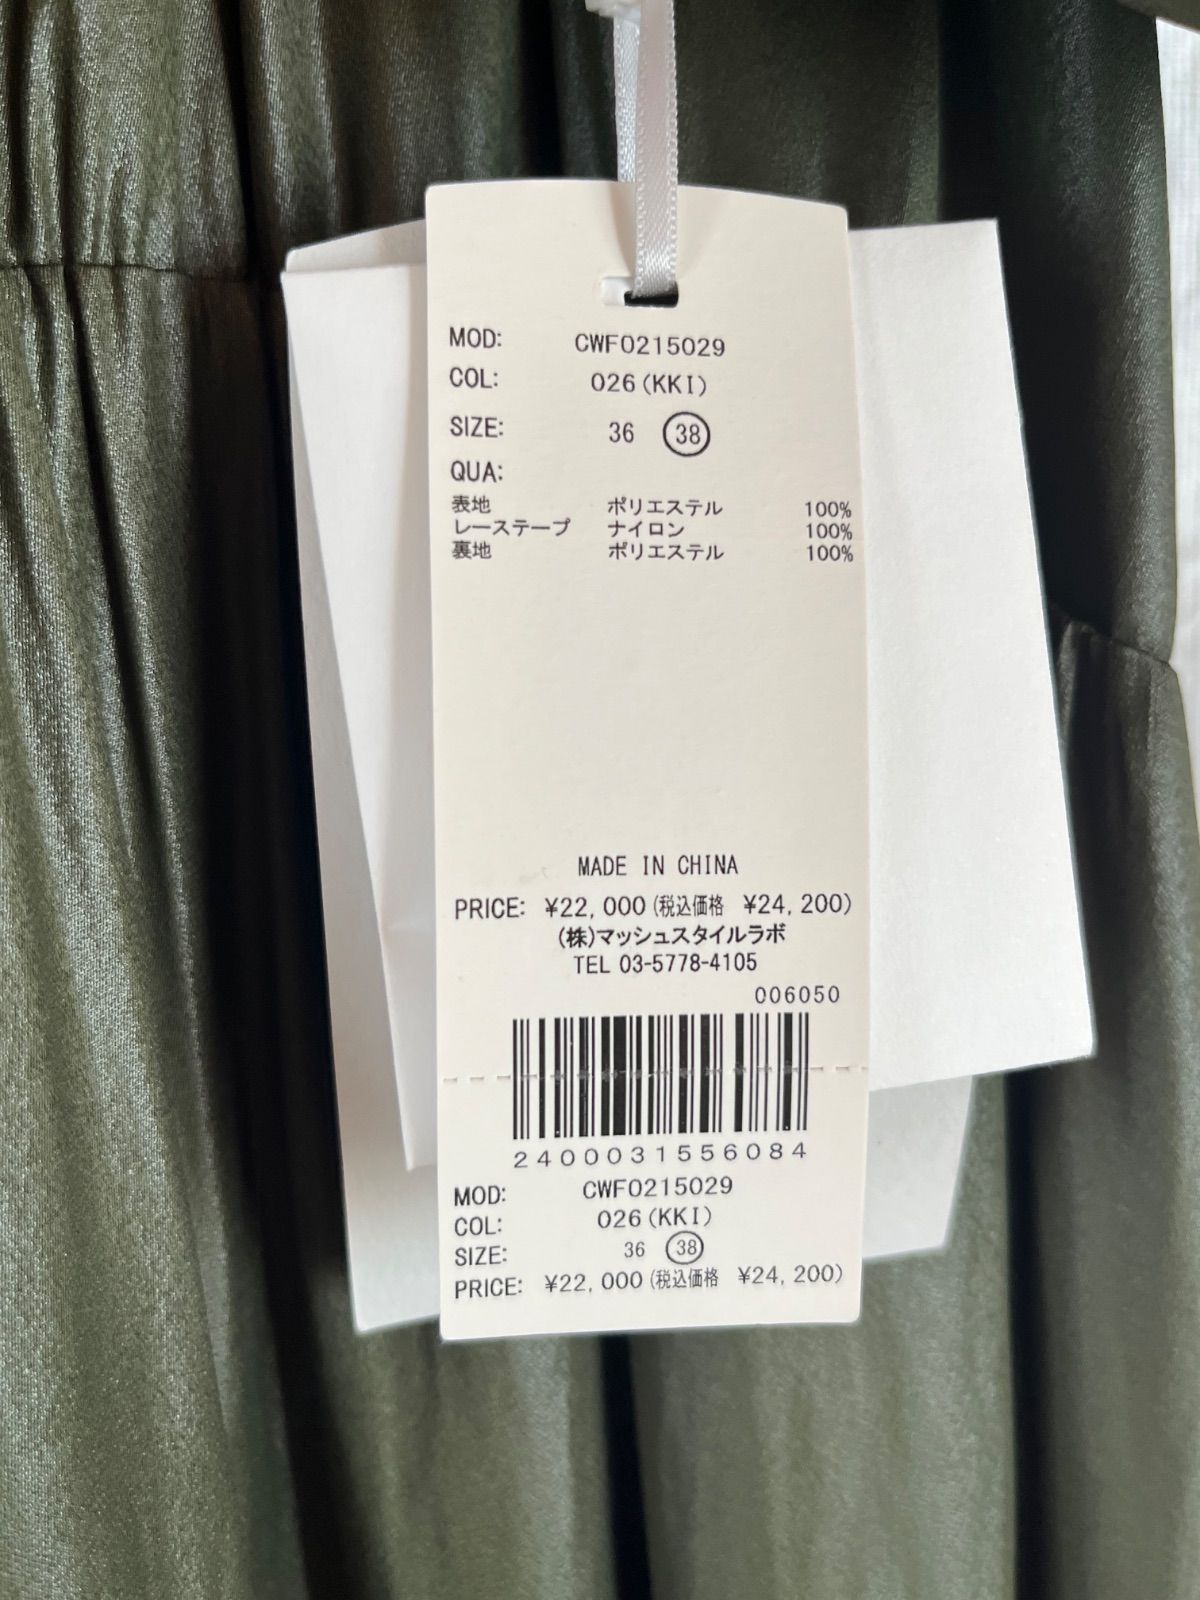 MOD: CWF0215029
COL: 026(KKI)
SIZE: 36 38
QUA:
表地 ポリエステル 100%
レーステープ ナイロン 100%
裏地 ポリエステル 100%
MADE IN CHINA
PRICE: ¥22,000(税込価格 ¥24,200)
(株)マッシュスタイルラボ
TEL 03-5778-4105
006050
2400031556084
MOD: CWF0215029
COL: 026(KKI)
SIZE: 36 38
PRICE: ¥22,000(税込価格 ¥24,200)